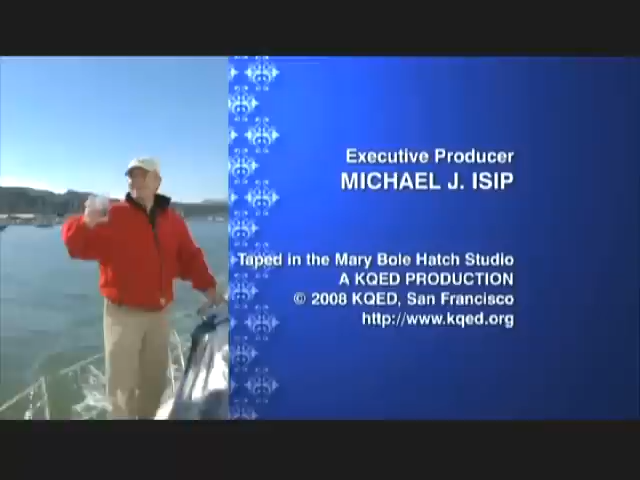 Executive Producer
MICHAEL J. ISIP
Taped in the Mary Bole Hatch Studio
A KQED PRODUCTION
© 2008 KQED, San Francisco
http://www.kqed.org